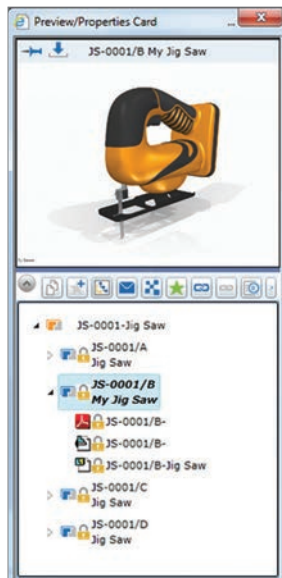 Preview/Properties Card
JS-0001/B My Jig Saw
JS-0001-Jig Saw
JS-0001/A
Jig Saw
JS-0001/B
My Jig Saw
JS-0001/B-
JS-0001/B-
JS-0001/B-Jig Saw
JS-0001/C
Jig Saw
JS-0001/D
Jig Saw